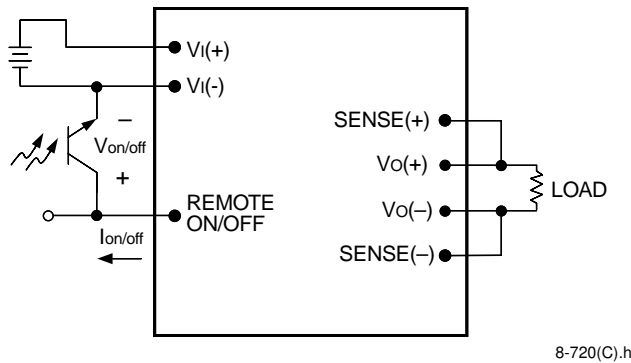 VI(+)
VI(-)
SENSE(+)
–
Von/off
+
VO(+)
LOAD
REMOTE
ON/OFF
VO(–)
Ion/off
SENSE(–)
8-720(C).h